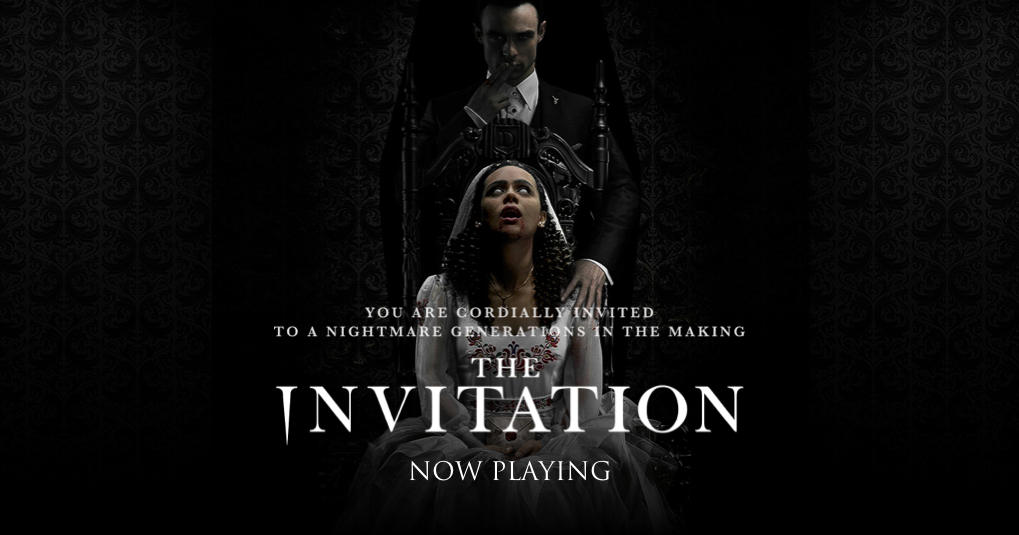 YOU ARE CORDIALLY INVITED
TO A NIGHTMARE GENERATIONS IN THE MAKING
THE
INVITATION
NOW PLAYING